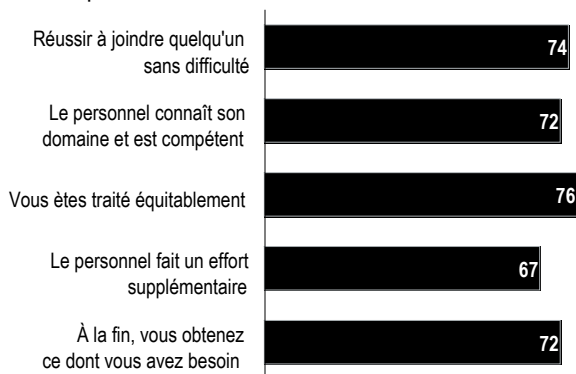 Réussir à joindre quelqu'un
sans difficulté
74
Le personnel connaît son
domaine et est compétent
72
Vous ètes traité équitablement
76
Le personnel fait un effort
supplémentaire
67
À la fin, vous obtenez
ce dont vous avez besoin
72